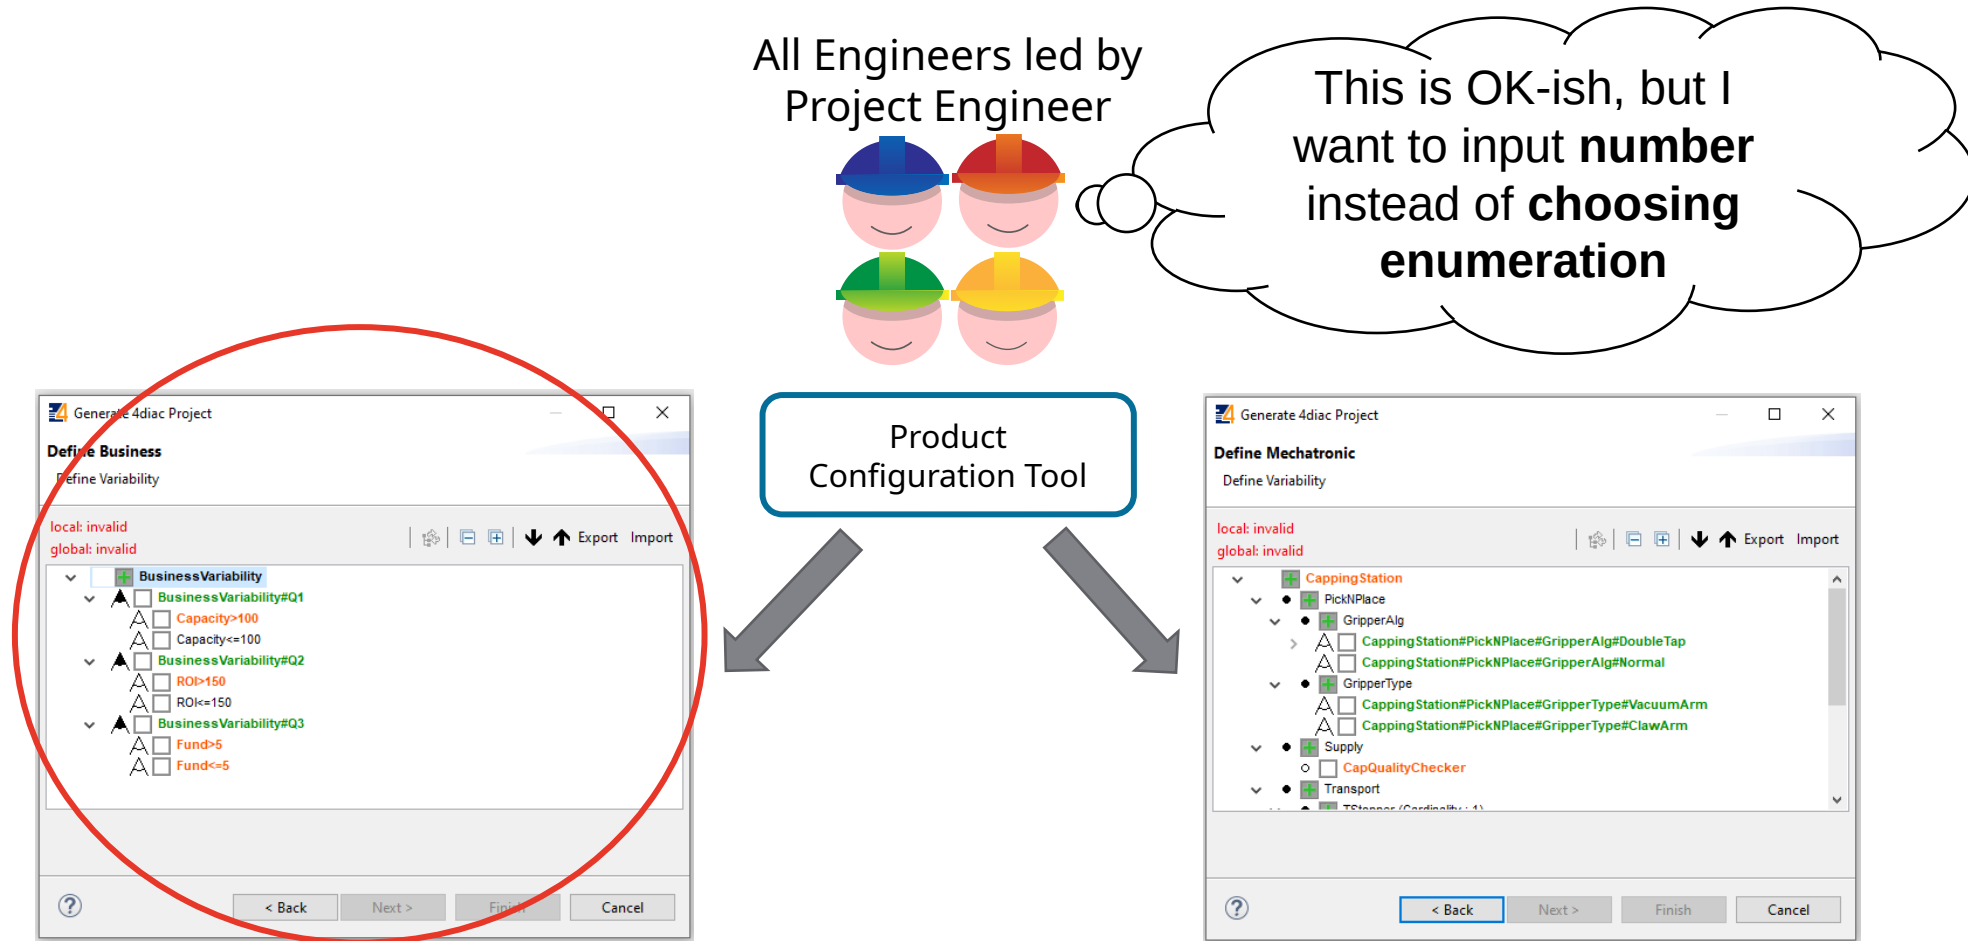 All Engineers led by
Project Engineer
This is OK-ish, but I
want to input number
instead of choosing
enumeration
Product
Configuration Tool
Generate 4diac Project
Define Business
Define Variability
local: invalid
global: invalid
Export Import
BusinessVariability
BusinessVariability#Q1
Capacity>100
Capacity<=100
BusinessVariability#Q2
ROI>150
ROI<=150
BusinessVariability#Q3
Fund>5
Fund<=5
< Back Next > Finish Cancel
Generate 4diac Project
Define Mechatronic
Define Variability
local: invalid
global: invalid
Export Import
CappingStation
PickNPlace
GripperAlg
CappingStation#PickNPlace#GripperAlg#DoubleTap
CappingStation#PickNPlace#GripperAlg#Normal
GripperType
CappingStation#PickNPlace#GripperType#VacuumArm
CappingStation#PickNPlace#GripperType#ClawArm
Supply
CapQualityChecker
Transport
TStopper (Cardinality : 1)
< Back Next > Finish Cancel